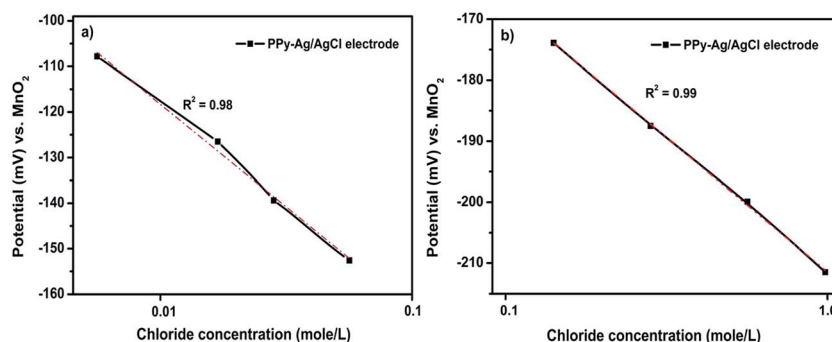 a)
PPy-Ag/AgCl electrode
R² = 0.98
Potential (mV) vs. MnO₂
-100
-110
-120
-130
-140
-150
-160
0.01
0.1
Chloride concentration (mole/L)
b)
PPy-Ag/AgCl electrode
R² = 0.99
Potential (mV) vs. MnO₂
-170
-180
-190
-200
-210
0.1
1.0
Chloride concentration (mole/L)